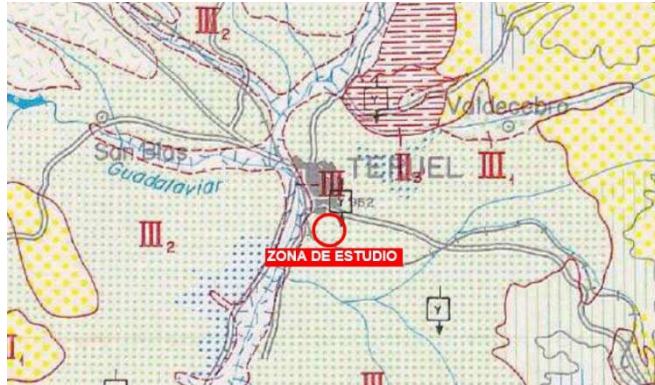 III₂
Y
Valdecebro
San Blas
TERUEL
III₃
III₁
Guadalaviar
III
Y
952
III₂
ZONA DE ESTUDIO
Y
III